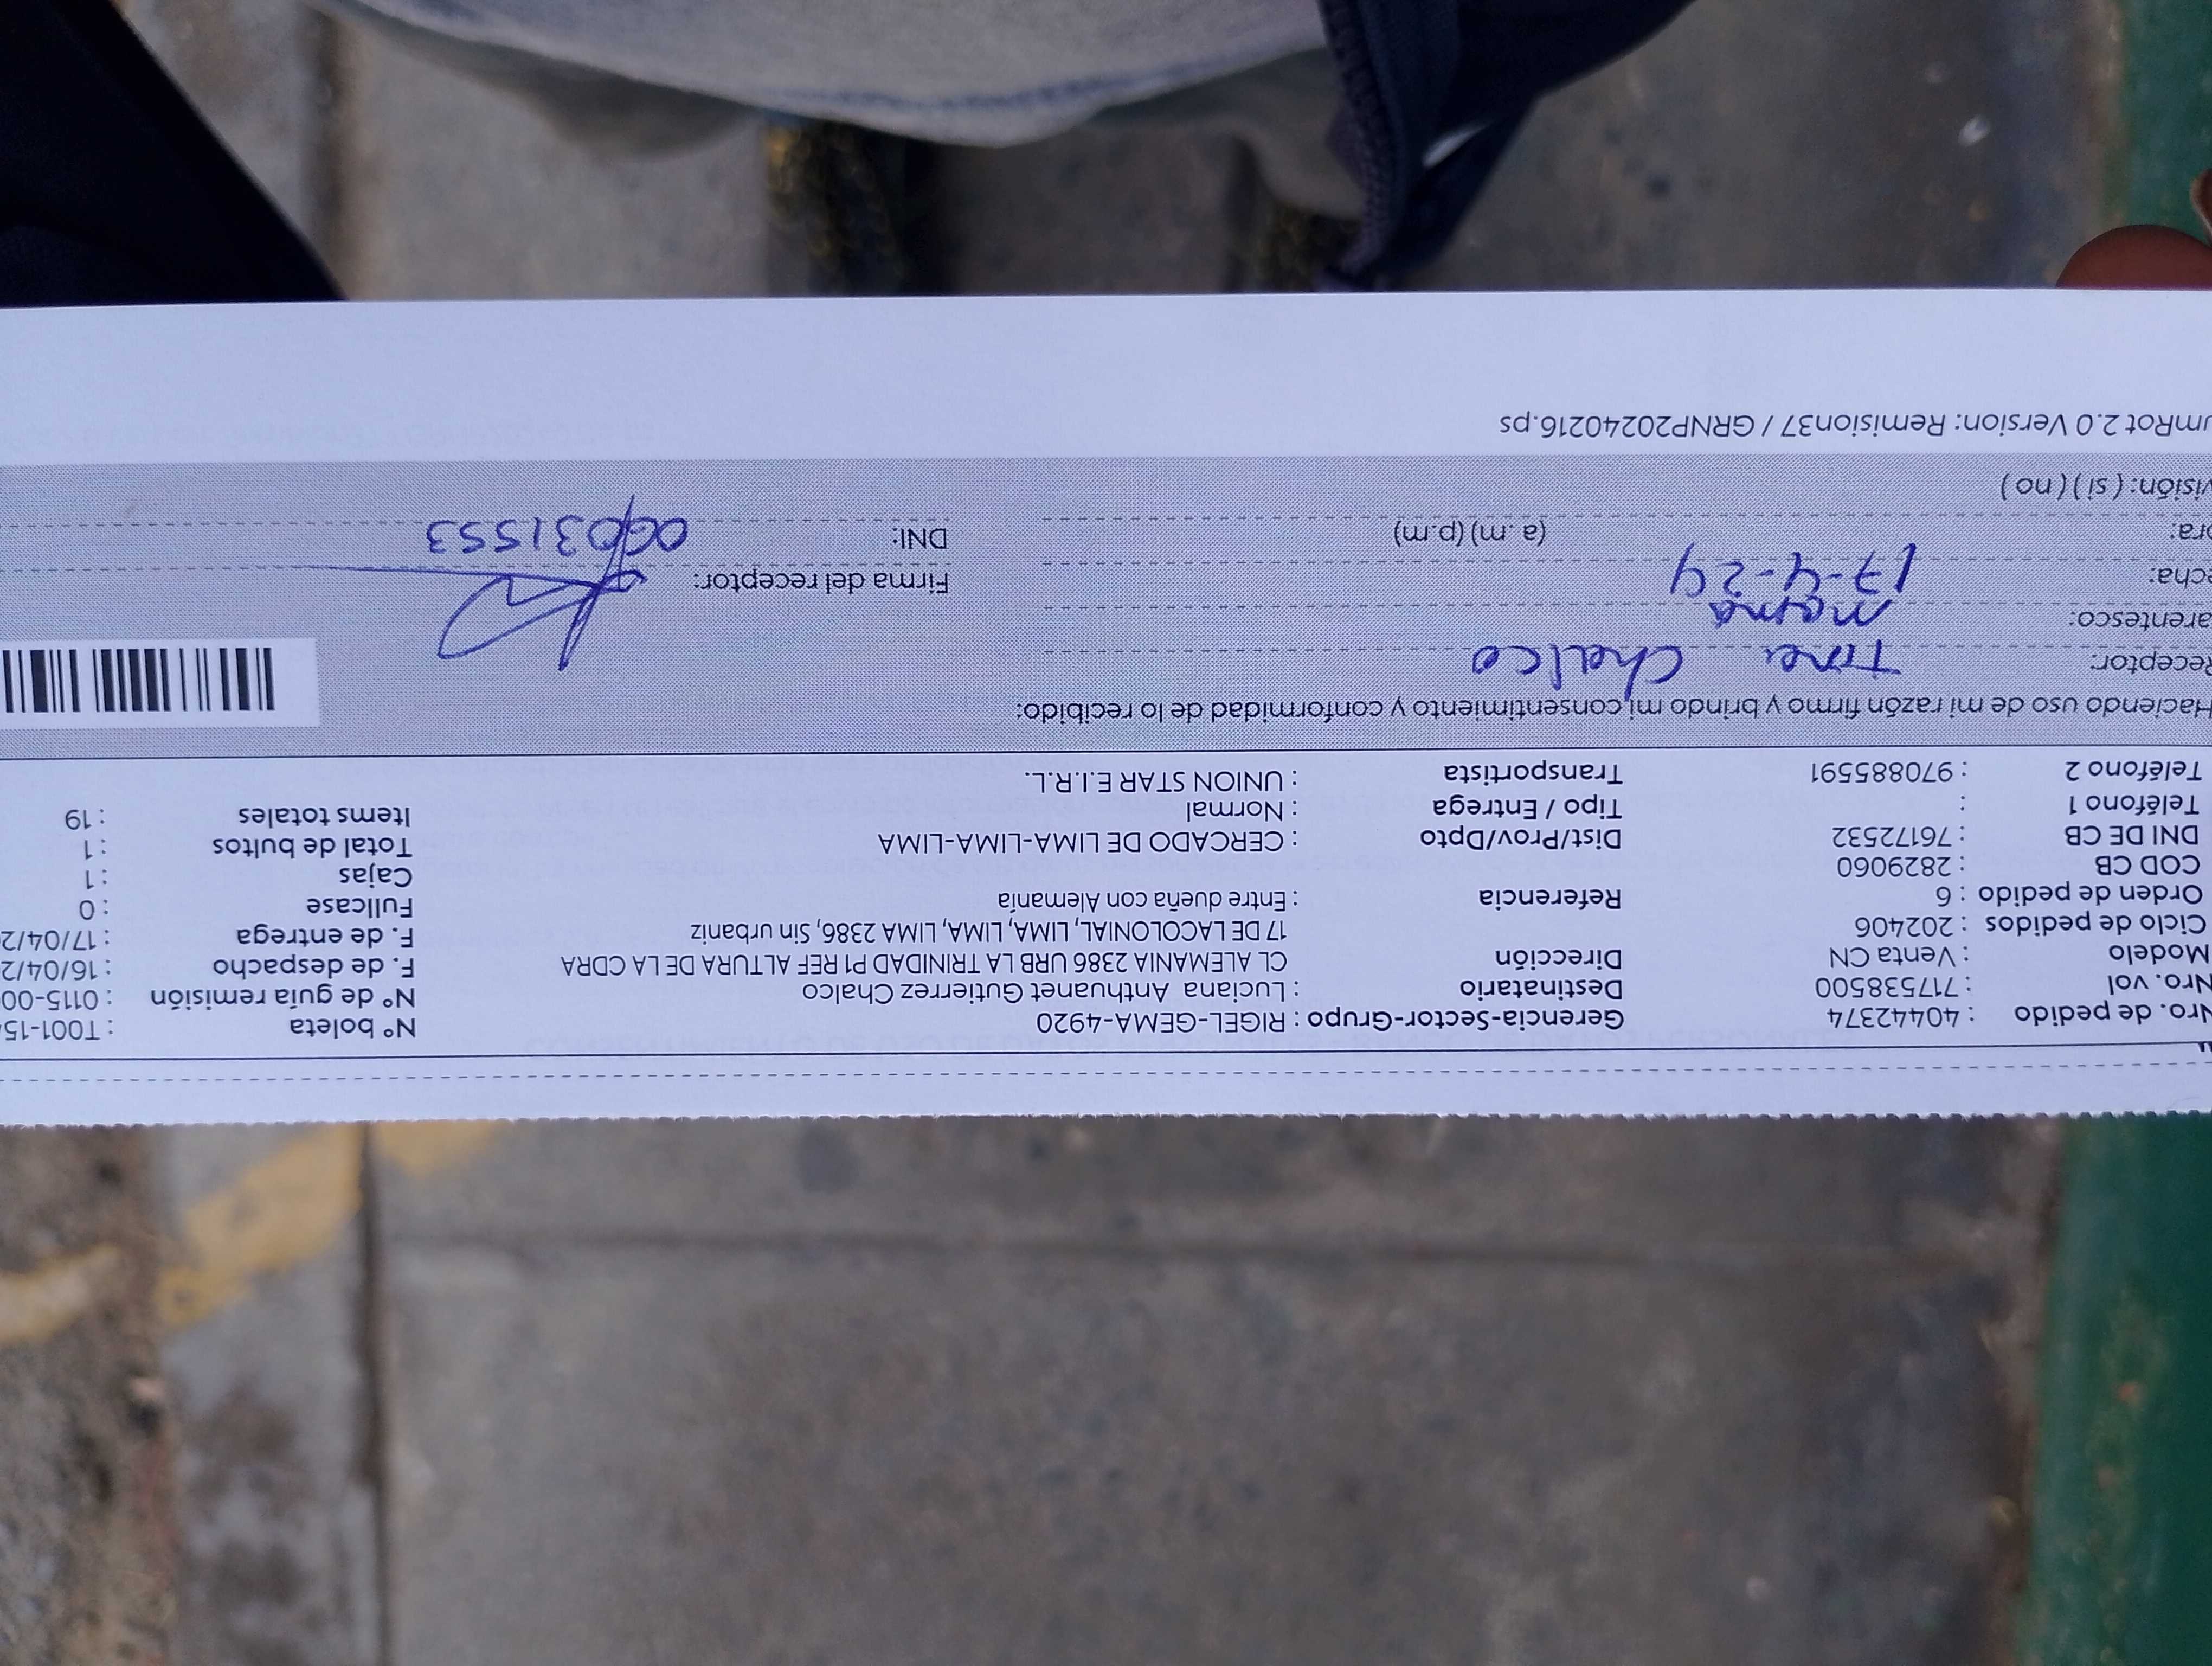 Nro. de pedido : 40442374 Gerencia-Sector-Grupo : RIGEL-GEMA-4920 N° boleta : T001-15
Nro. vol : 717538500 Destinatario : Luciana Anthuanet Gutierrez Chalco N° de guía remisión : 0115-00
Modelo : Venta CN Dirección CL ALEMANIA 2386 URB LA TRINIDAD P1 REF ALTURA DE LA CDRA F. de despacho : 16/04/2
Ciclo de pedidos : 202406 17 DE LACOLONIAL, LIMA, LIMA, LIMA 2386, Sin urbaniz F. de entrega : 17/04/2
Orden de pedido : 6 Referencia : Entre dueña con Alemania Fullcase : 0
COD CB : 2829060 Cajas : 1
DNI DE CB : 76172532 Dist/Prov/Dpto : CERCADO DE LIMA-LIMA-LIMA Total de bultos : 1
Teléfono 1 : Tipo / Entrega : Normal Items totales : 19
Teléfono 2 : 970885591 Transportista : UNION STAR E.I.R.L.
Haciendo uso de mi razón firmo y brindo mi consentimiento y conformidad de lo recibido:
Receptor: Chalco
arentesco: mamá Firma del receptor:
echa: 17-4-24
ora: (a .m) (p.m) DNI:
visión: ( si ) ( no )
mRot 2.0 Version: Remision37 / GRNP20240216.ps